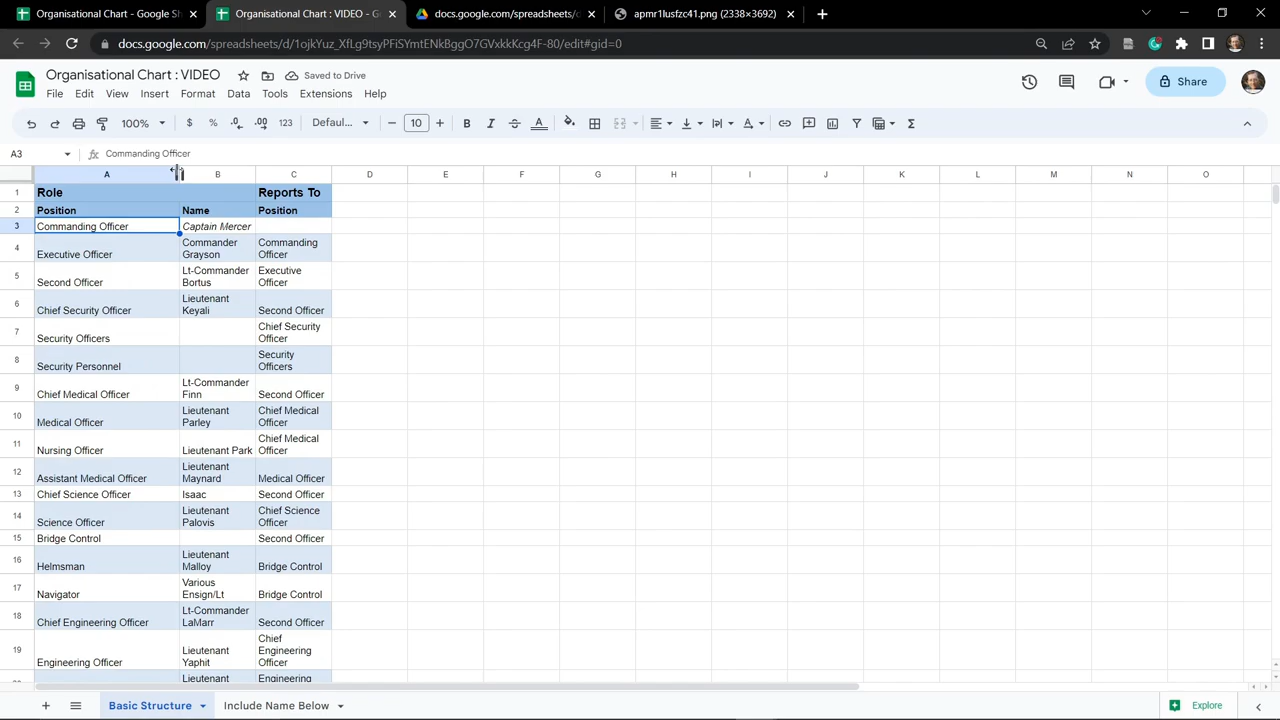 Organisational Chart - Google Sh
Organisational Chart : VIDEO - G
docs.google.com/spreadsheets/
apmr1lusfzc41.png (2338×3692)
docs.google.com/spreadsheets/d/1ojkYuz_XfLg9tsyPFiSYmtENkBggO7GVxkkKcg4F-80/edit#gid=0
Organisational Chart : VIDEO
Saved to Drive
File Edit View Insert Format Data Tools Extensions Help
Share
100% $ % .0 .00 123 Defaul... 10 B I A
A3 fx Commanding Officer
A B C D E F G H I J K L M N O
1 Role Reports To
2 Position Name Position
3 Commanding Officer Captain Mercer
4 Executive Officer Commander Grayson Commanding Officer
5 Second Officer Lt-Commander Bortus Executive Officer
6 Chief Security Officer Lieutenant Keyali Second Officer
7 Security Officers Chief Security Officer
8 Security Personnel Security Officers
9 Chief Medical Officer Lt-Commander Finn Second Officer
10 Medical Officer Lieutenant Parley Chief Medical Officer
11 Nursing Officer Lieutenant Park Chief Medical Officer
12 Assistant Medical Officer Lieutenant Maynard Medical Officer
13 Chief Science Officer Isaac Second Officer
14 Science Officer Lieutenant Palovis Chief Science Officer
15 Bridge Control Second Officer
16 Helmsman Lieutenant Malloy Bridge Control
17 Navigator Various Ensign/Lt Bridge Control
18 Chief Engineering Officer Lt-Commander LaMarr Second Officer
19 Engineering Officer Lieutenant Yaphit Chief Engineering Officer
Lieutenant Engineering
Basic Structure
Include Name Below
Explore